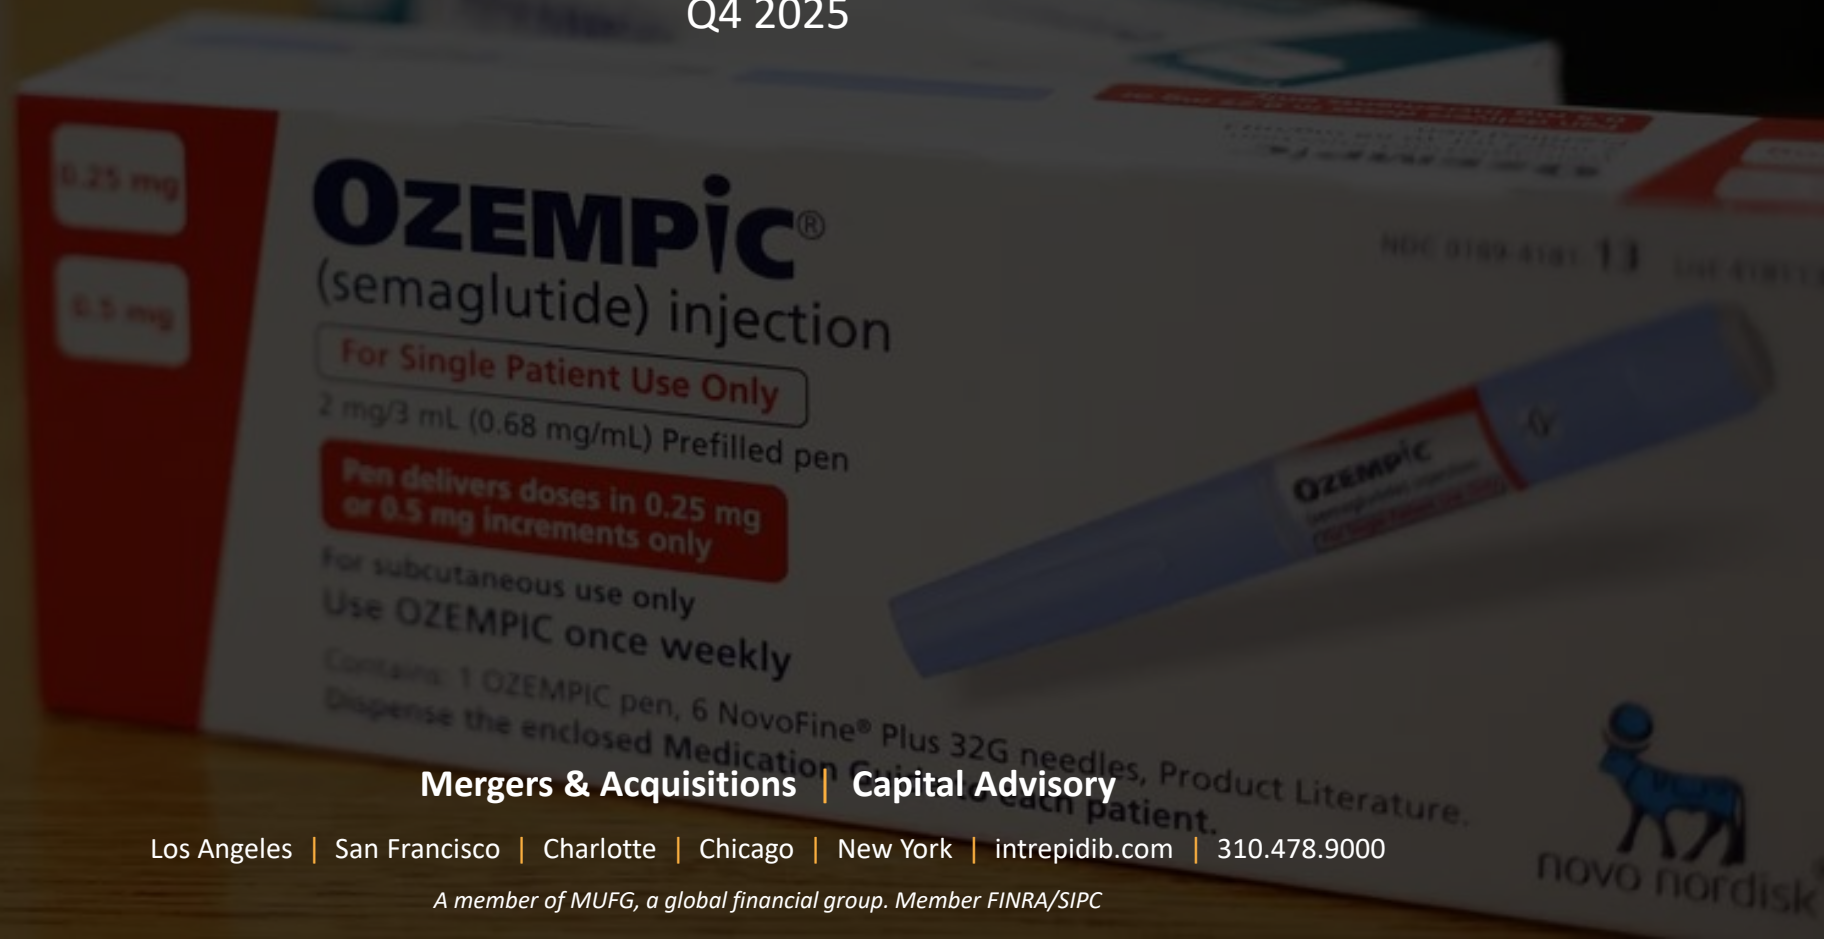 Q4 2025
0.25 mg
0.5 mg
OZEMPIC®
(semaglutide) injection
For Single Patient Use Only
2 mg/3 mL (0.68 mg/mL) Prefilled pen
Pen delivers doses in 0.25 mg
or 0.5 mg increments only
For subcutaneous use only
Use OZEMPIC once weekly
Contains: 1 OZEMPIC pen, 6 NovoFine® Plus 32G needles, Product Literature.
Dispense the enclosed Medication to each patient.
OZEMPIC
novo nordisk
Mergers & Acquisitions | Capital Advisory
Los Angeles | San Francisco | Charlotte | Chicago | New York | intrepidib.com | 310.478.9000
A member of MUFG, a global financial group. Member FINRA/SIPC